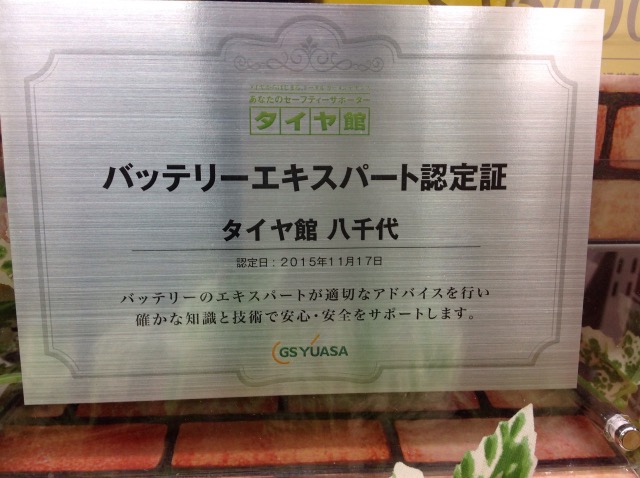 あなたのセーフティーサポーター
タイヤ館
バッテリーエキスパート認定証
タイヤ館 八千代
認定日：2015年11月17日
バッテリーのエキスパートが適切なアドバイスを行い
確かな知識と技術で安心・安全をサポートします。
GS YUASA